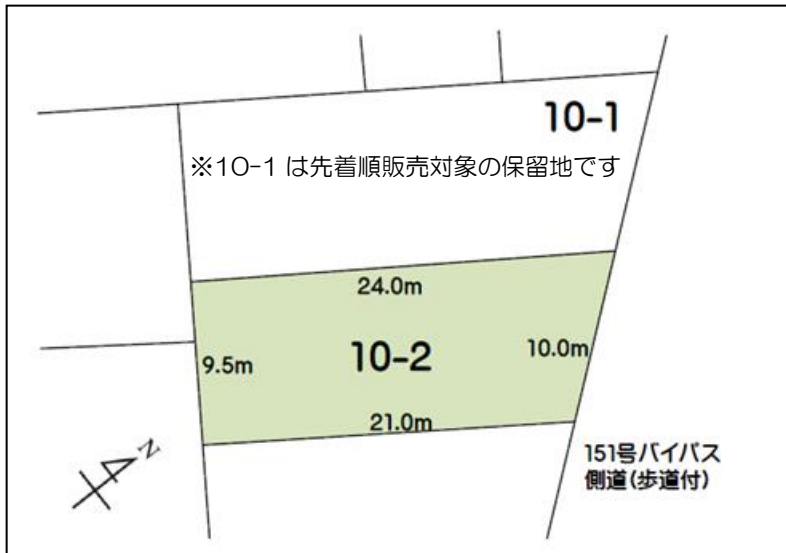 10-1
※10-1 は先着順販売対象の保留地です
24.0m
9.5m
10-2
10.0m
21.0m
151号バイパス
側道(歩道付)
N